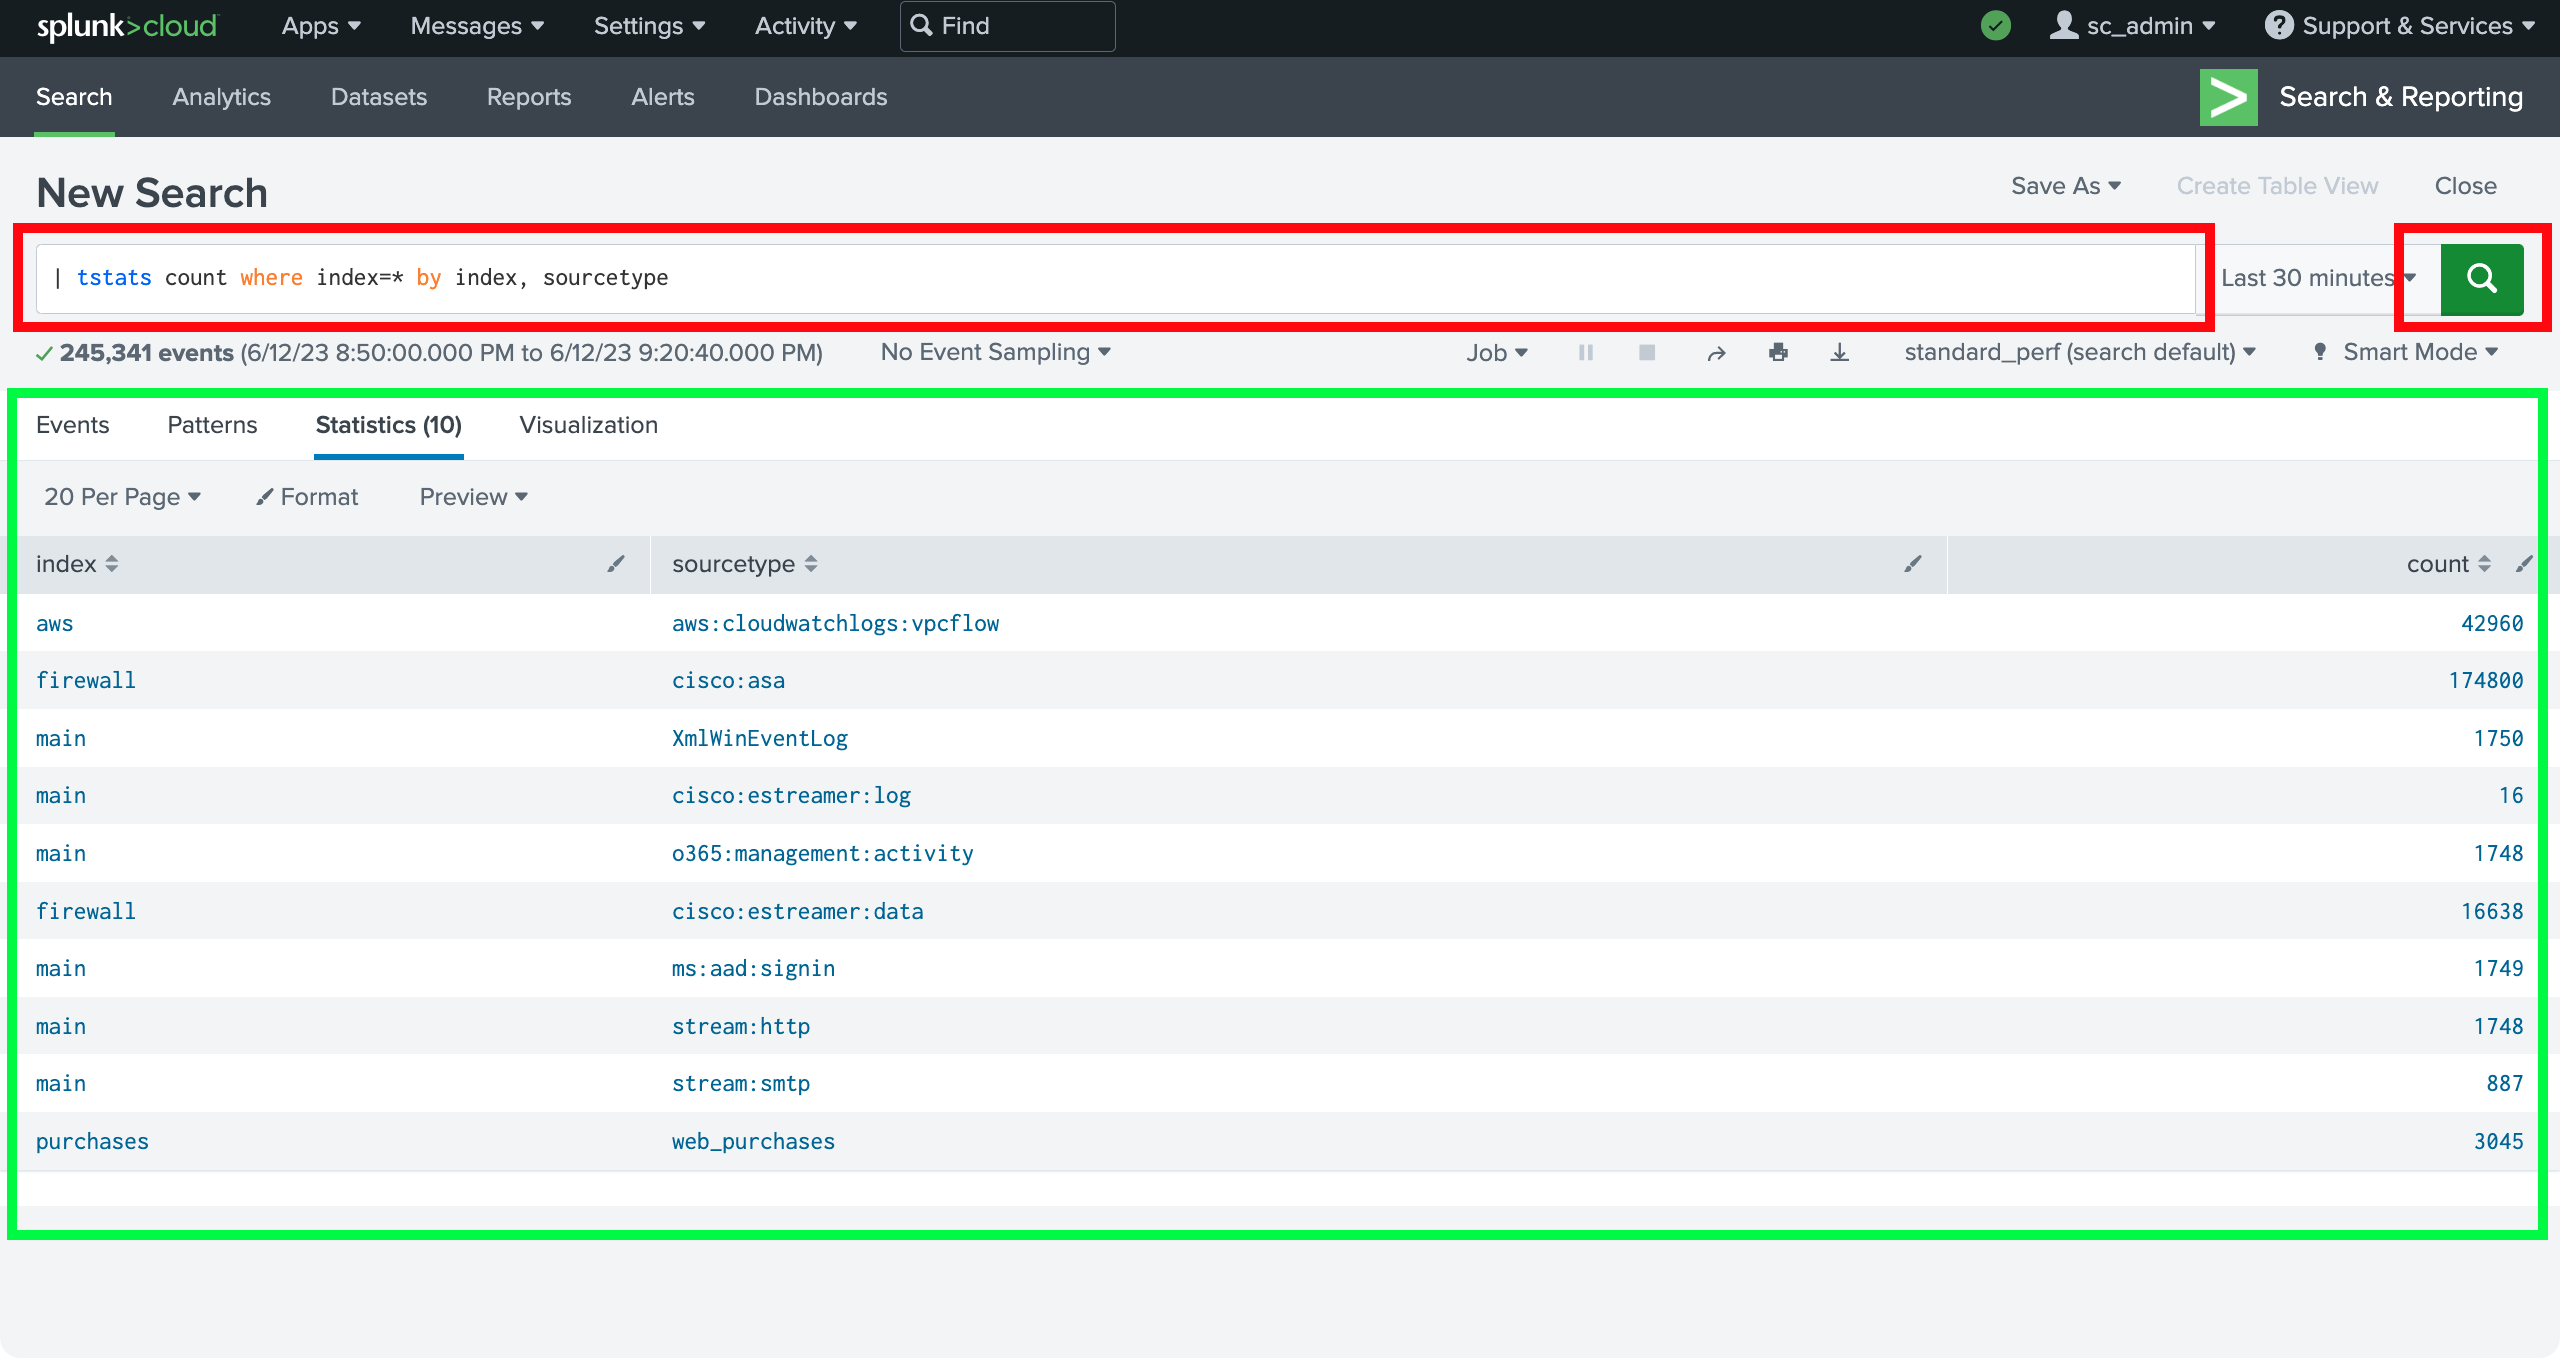 splunk>cloud Apps Messages Settings Activity Find sc_admin Support & Services
Search Analytics Datasets Reports Alerts Dashboards Search & Reporting
New Search Save As Create Table View Close
| tstats count where index=* by index, sourcetype Last 30 minutes
245,341 events (6/12/23 8:50:00.000 PM to 6/12/23 9:20:40.000 PM) No Event Sampling Job standard_perf (search default) Smart Mode
Events Patterns Statistics (10) Visualization
20 Per Page Format Preview
index sourcetype count
aws aws:cloudwatchlogs:vpcflow 42960
firewall cisco:asa 174800
main XmlWinEventLog 1750
main cisco:estreamer:log 16
main o365:management:activity 1748
firewall cisco:estreamer:data 16638
main ms:aad:signin 1749
main stream:http 1748
main stream:smtp 887
purchases web_purchases 3045